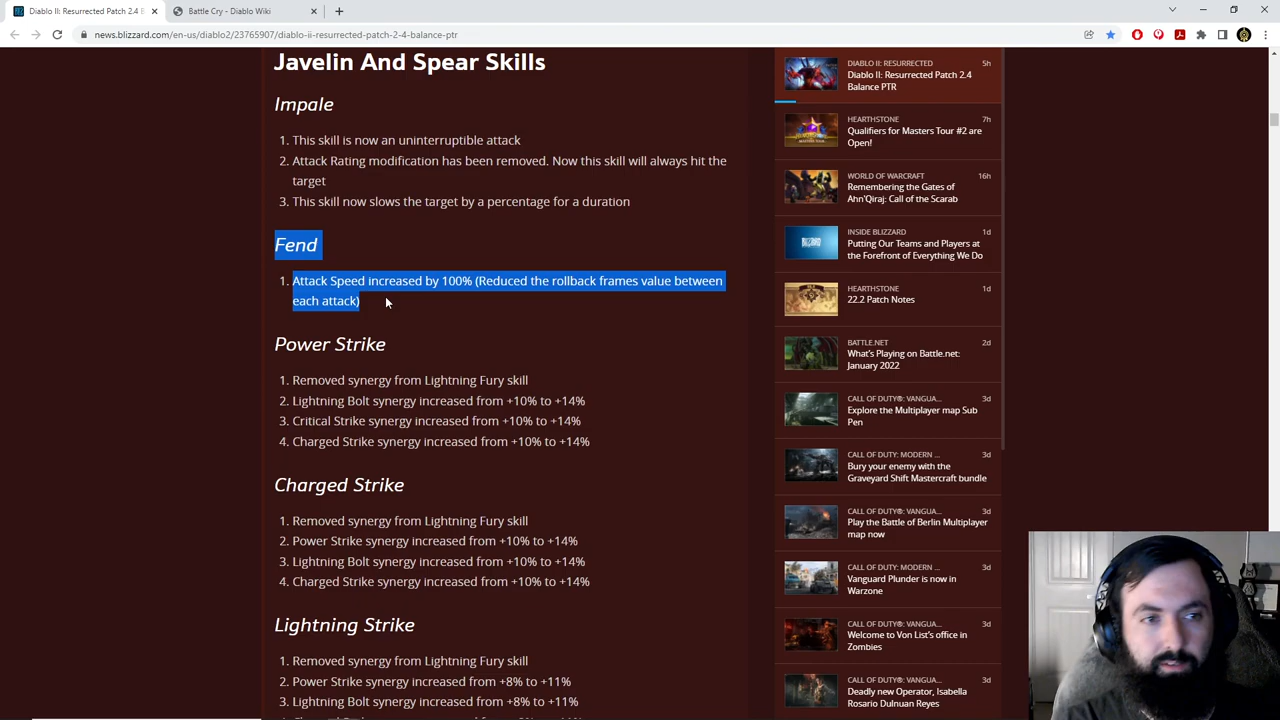 Diablo II: Resurrected Patch 2.4 B
Battle Cry - Diablo Wiki
news.blizzard.com/en-us/diablo2/23765907/diablo-ii-resurrected-patch-2-4-balance-ptr
Javelin And Spear Skills
Impale
1. This skill is now an uninterruptible attack
2. Attack Rating modification has been removed. Now this skill will always hit the
target
3. This skill now slows the target by a percentage for a duration
Fend
1. Attack Speed increased by 100% (Reduced the rollback frames value between
each attack)
Power Strike
1. Removed synergy from Lightning Fury skill
2. Lightning Bolt synergy increased from +10% to +14%
3. Critical Strike synergy increased from +10% to +14%
4. Charged Strike synergy increased from +10% to +14%
Charged Strike
1. Removed synergy from Lightning Fury skill
2. Power Strike synergy increased from +10% to +14%
3. Lightning Bolt synergy increased from +10% to +14%
4. Charged Strike synergy increased from +10% to +14%
Lightning Strike
1. Removed synergy from Lightning Fury skill
2. Power Strike synergy increased from +8% to +11%
3. Lightning Bolt synergy increased from +8% to +11%
DIABLO II: RESURRECTED 5h
Diablo II: Resurrected Patch 2.4
Balance PTR
HEARTHSTONE 7h
Qualifiers for Masters Tour #2 are
Open!
WORLD OF WARCRAFT 16h
Remembering the Gates of
Ahn'Qiraj: Call of the Scarab
INSIDE BLIZZARD 1d
Putting Our Teams and Players at
the Forefront of Everything We Do
HEARTHSTONE 1d
22.2 Patch Notes
BATTLE.NET 2d
What's Playing on Battle.net:
January 2022
CALL OF DUTY®: VANGUA... 3d
Explore the Multiplayer map Sub
Pen
CALL OF DUTY: MODERN ... 3d
Bury your enemy with the
Graveyard Shift Mastercraft bundle
CALL OF DUTY®: VANGUA... 3d
Play the Battle of Berlin Multiplayer
map now
CALL OF DUTY: MODERN ... 3d
Vanguard Plunder is now in
Warzone
CALL OF DUTY®: VANGUA... 3d
Welcome to Von List's office in
Zombies
CALL OF DUTY®: VANGUA... 3d
Deadly new Operator, Isabella
Rosario Dulnuan Reyes